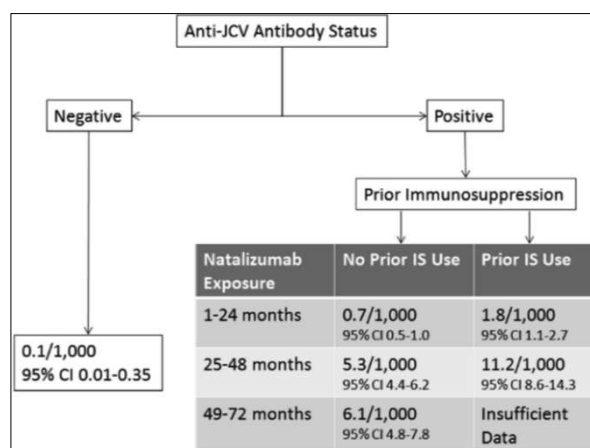 Anti-JCV Antibody Status
Negative
Positive
Prior Immunosuppression
Natalizumab Exposure No Prior IS Use Prior IS Use
1-24 months 0.7/1,000 1.8/1,000
95% CI 0.5-1.0 95% CI 1.1-2.7
25-48 months 5.3/1,000 11.2/1,000
95% CI 4.4-6.2 95% CI 8.6-14.3
49-72 months 6.1/1,000 Insufficient
95% CI 4.8-7.8 Data
0.1/1,000
95% CI 0.01-0.35